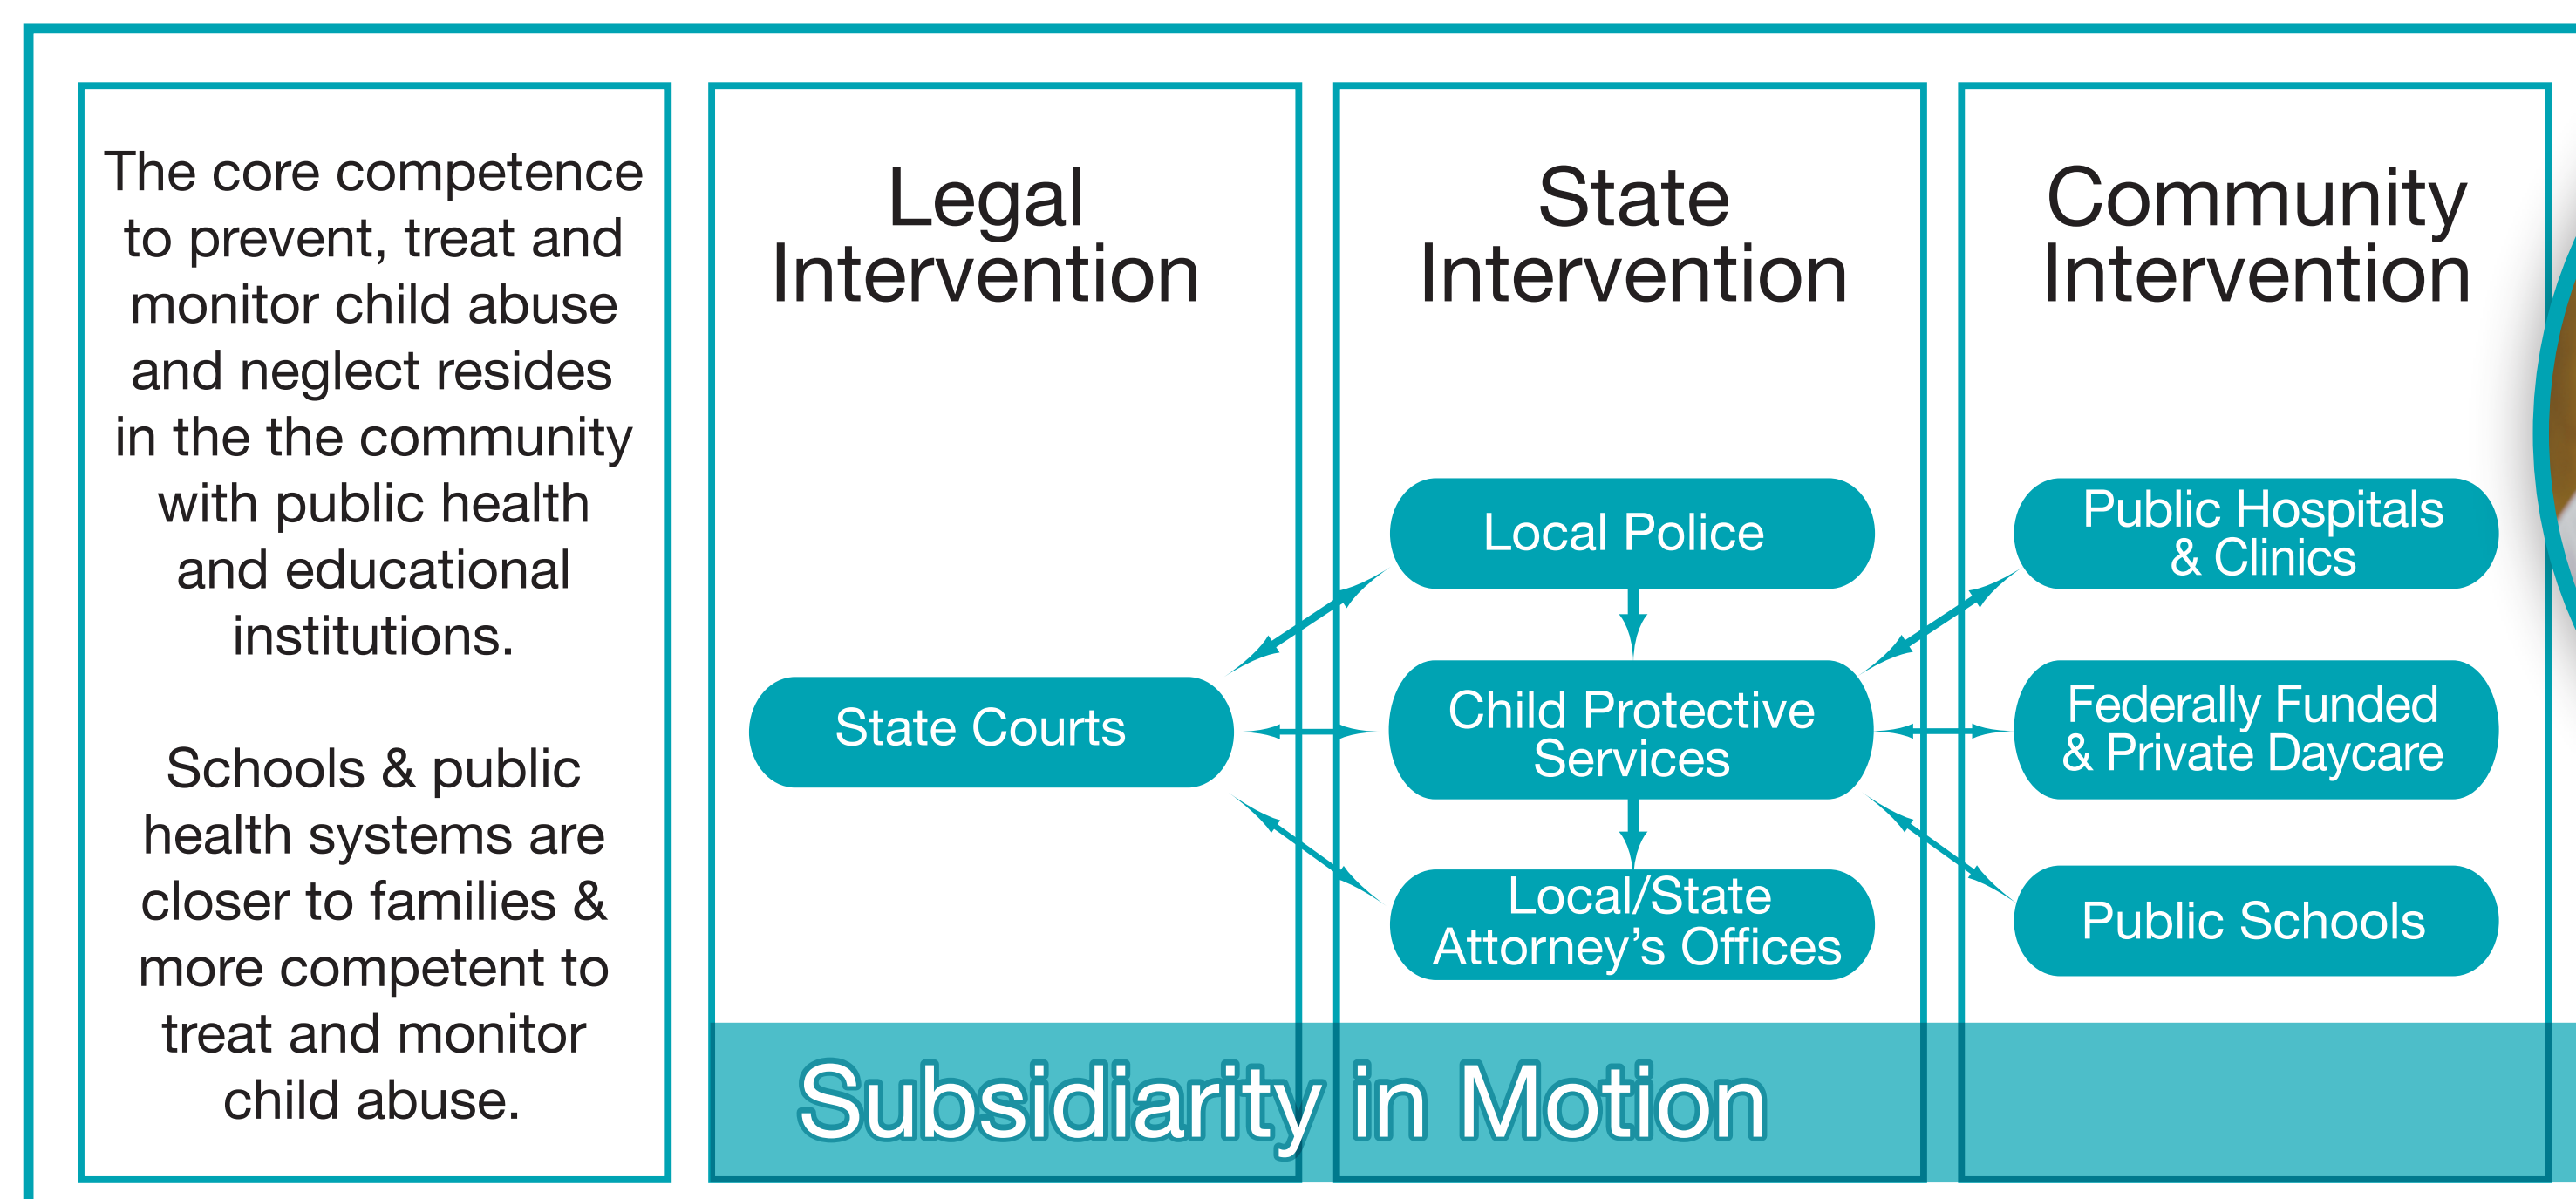 The core competence
to prevent, treat and
monitor child abuse
and neglect resides
in the the community
with public health
and educational
institutions.
Schools & public
health systems are
closer to families &
more competent to
treat and monitor
child abuse.
Legal
Intervention
State Courts
State
Intervention
Local Police
Child Protective
Services
Local/State
Attorney’s Offices
Community
Intervention
Public Hospitals
& Clinics
Federally Funded
& Private Daycare
Public Schools
Subsidiarity in Motion